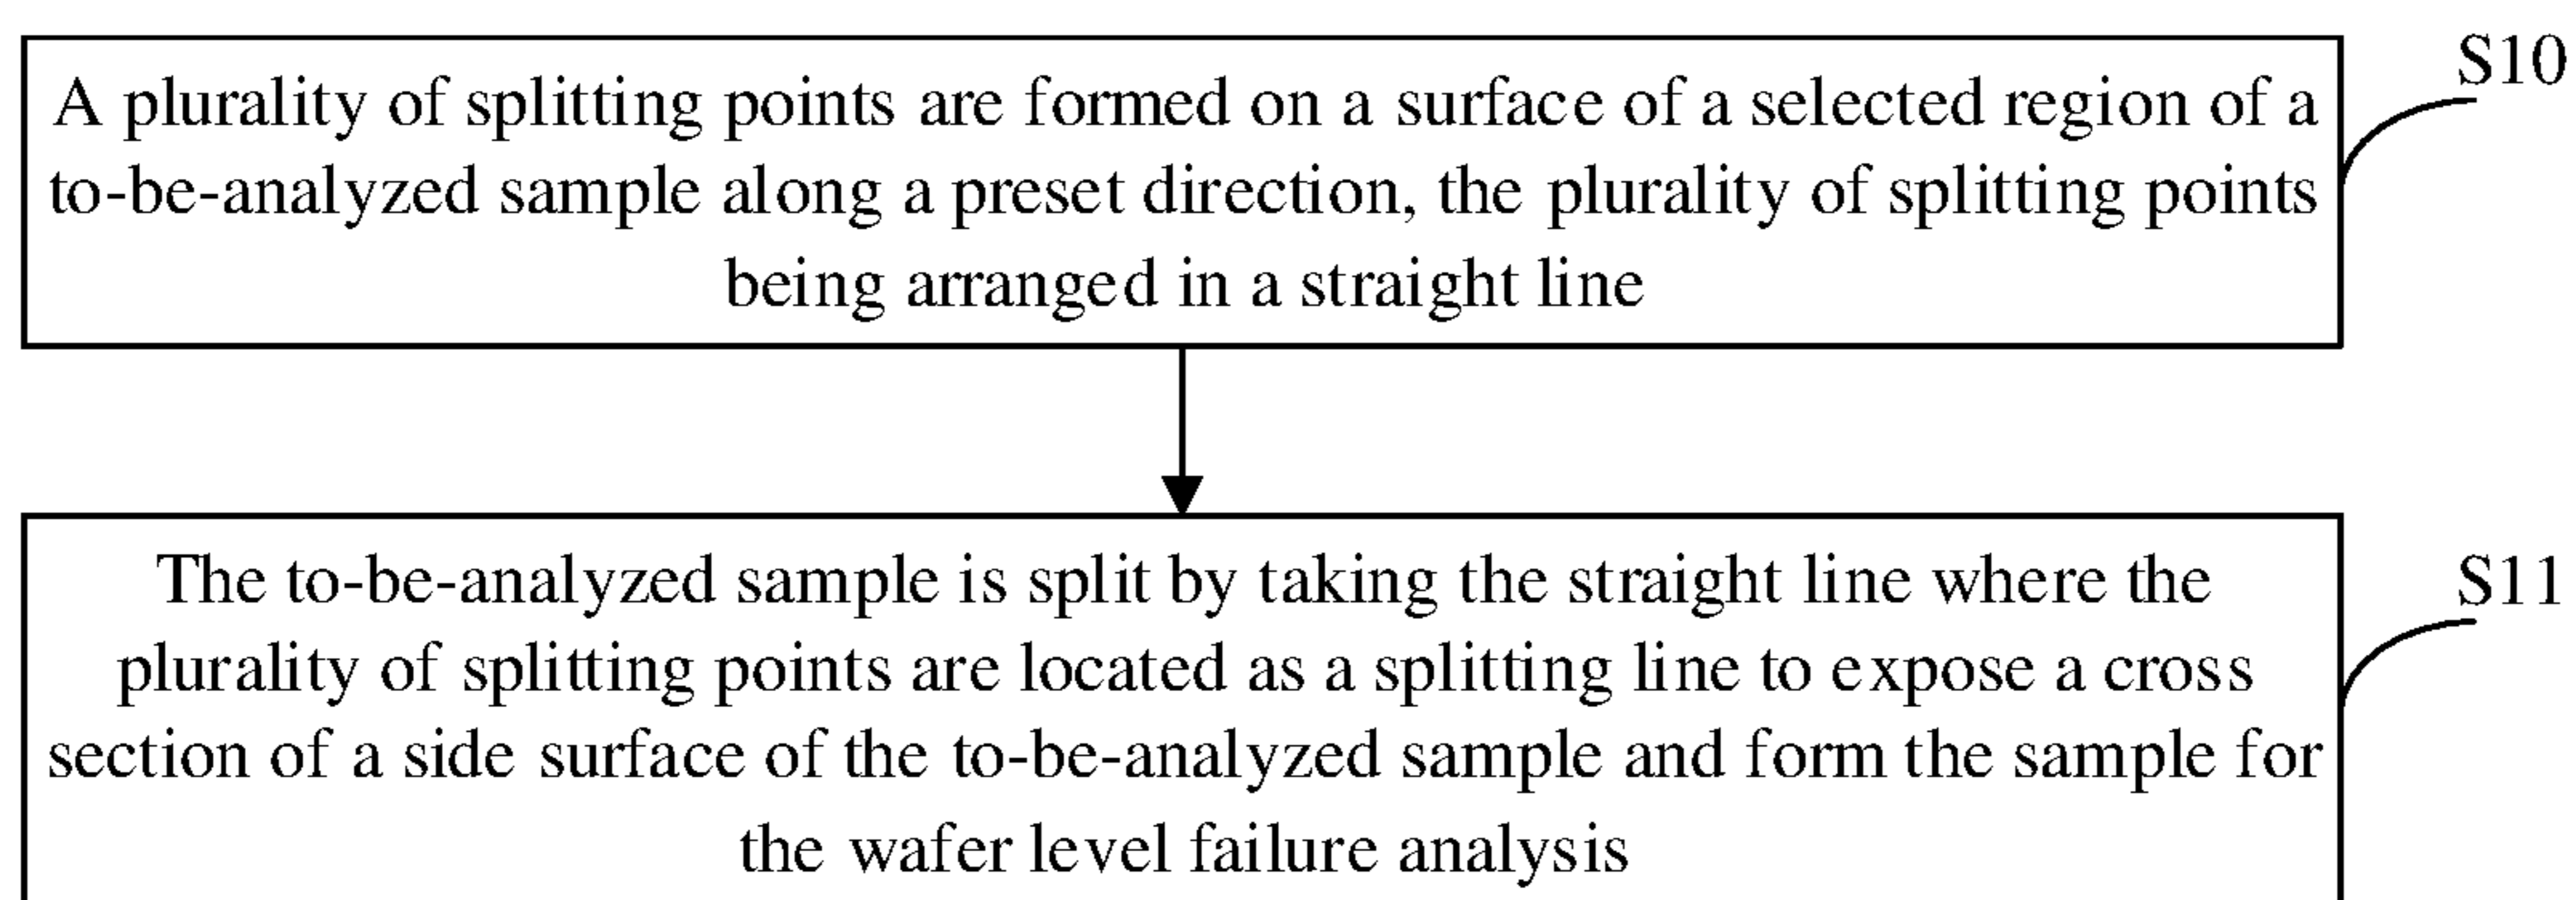 A plurality of splitting points are formed on a surface of a selected region of a
to-be-analyzed sample along a preset direction, the plurality of splitting points
being arranged in a straight line
S10
The to-be-analyzed sample is split by taking the straight line where the
plurality of splitting points are located as a splitting line to expose a cross
section of a side surface of the to-be-analyzed sample and form the sample for
the wafer level failure analysis
S11